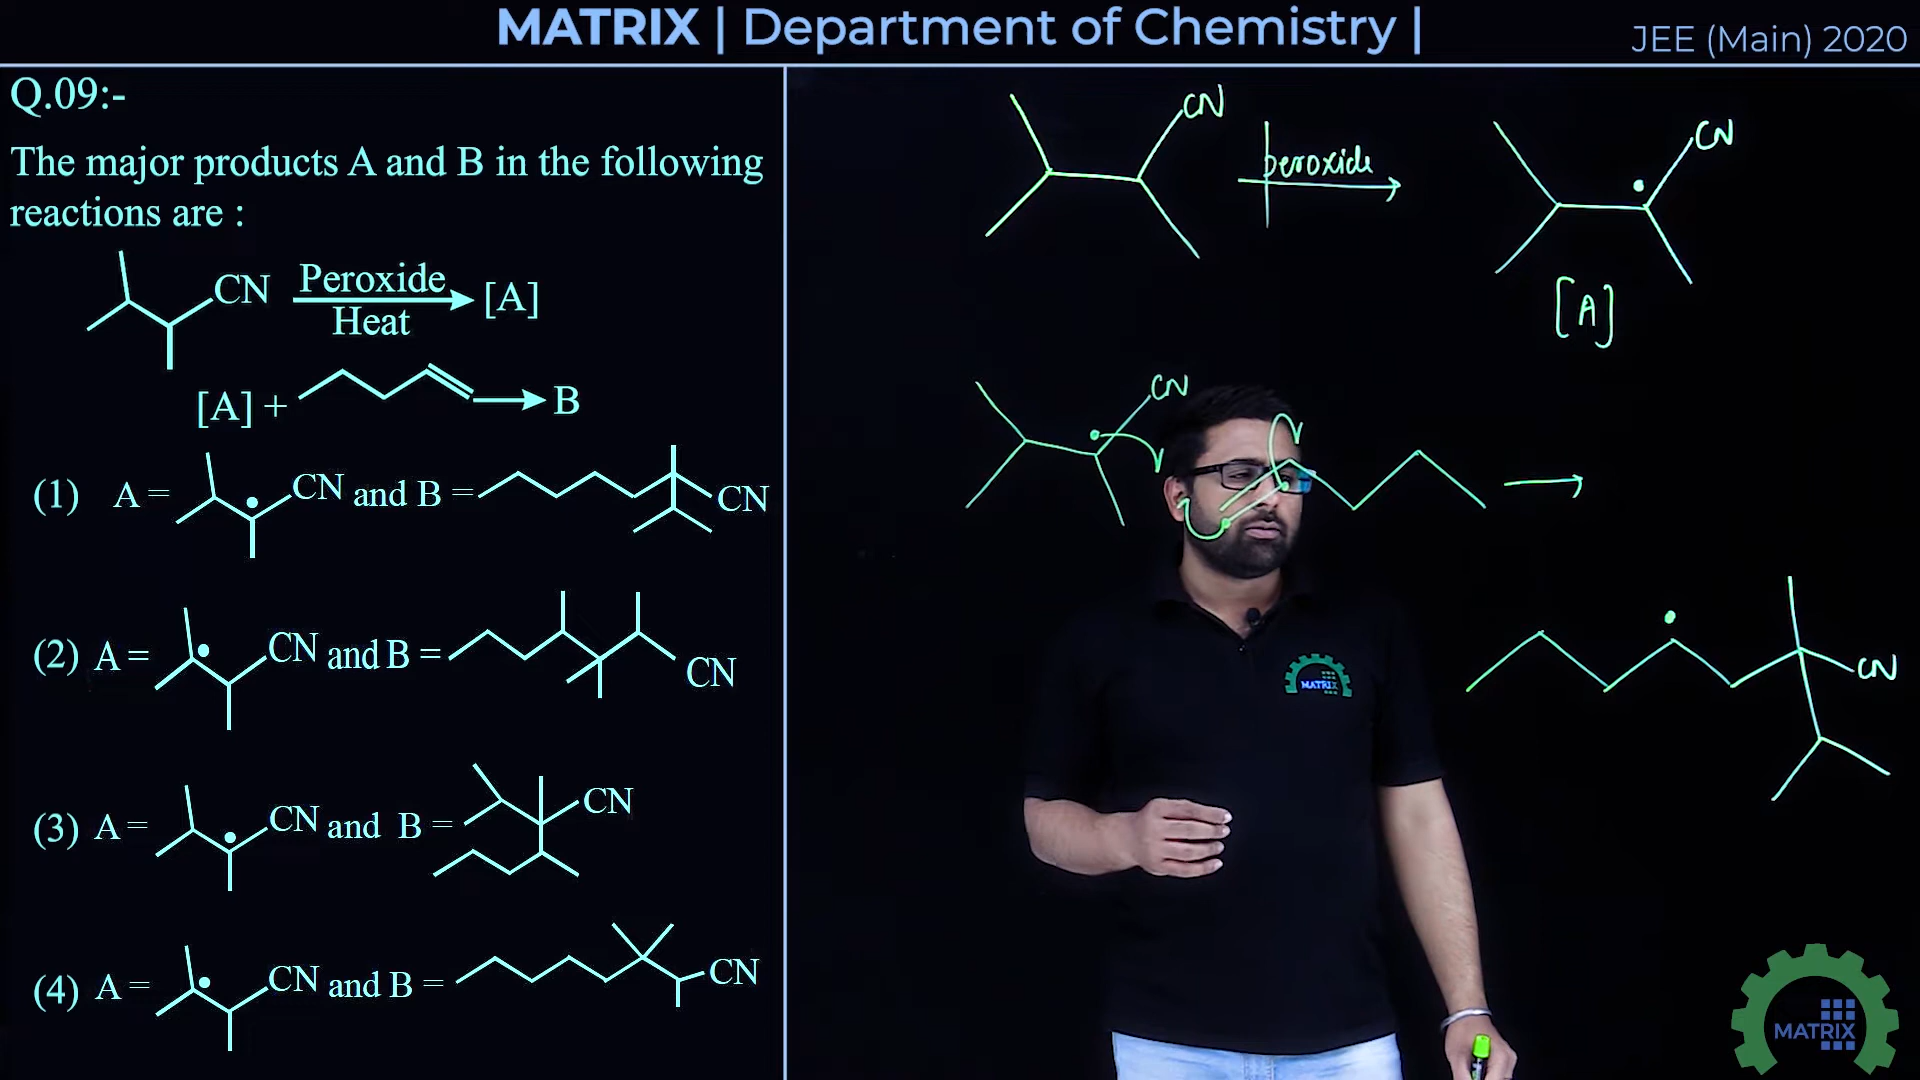 MATRIX | Department of Chemistry |
JEE (Main) 2020
Q.09:-
The major products A and B in the following
reactions are :
CN Peroxide [A]
Heat
[A] + B
(1) A = CN and B = CN
(2) A = CN and B = CN
(3) A = CN and B = CN
(4) A = CN and B = CN
CN peroxide CN
[A]
CN
CN
MATRIX
MATRIX